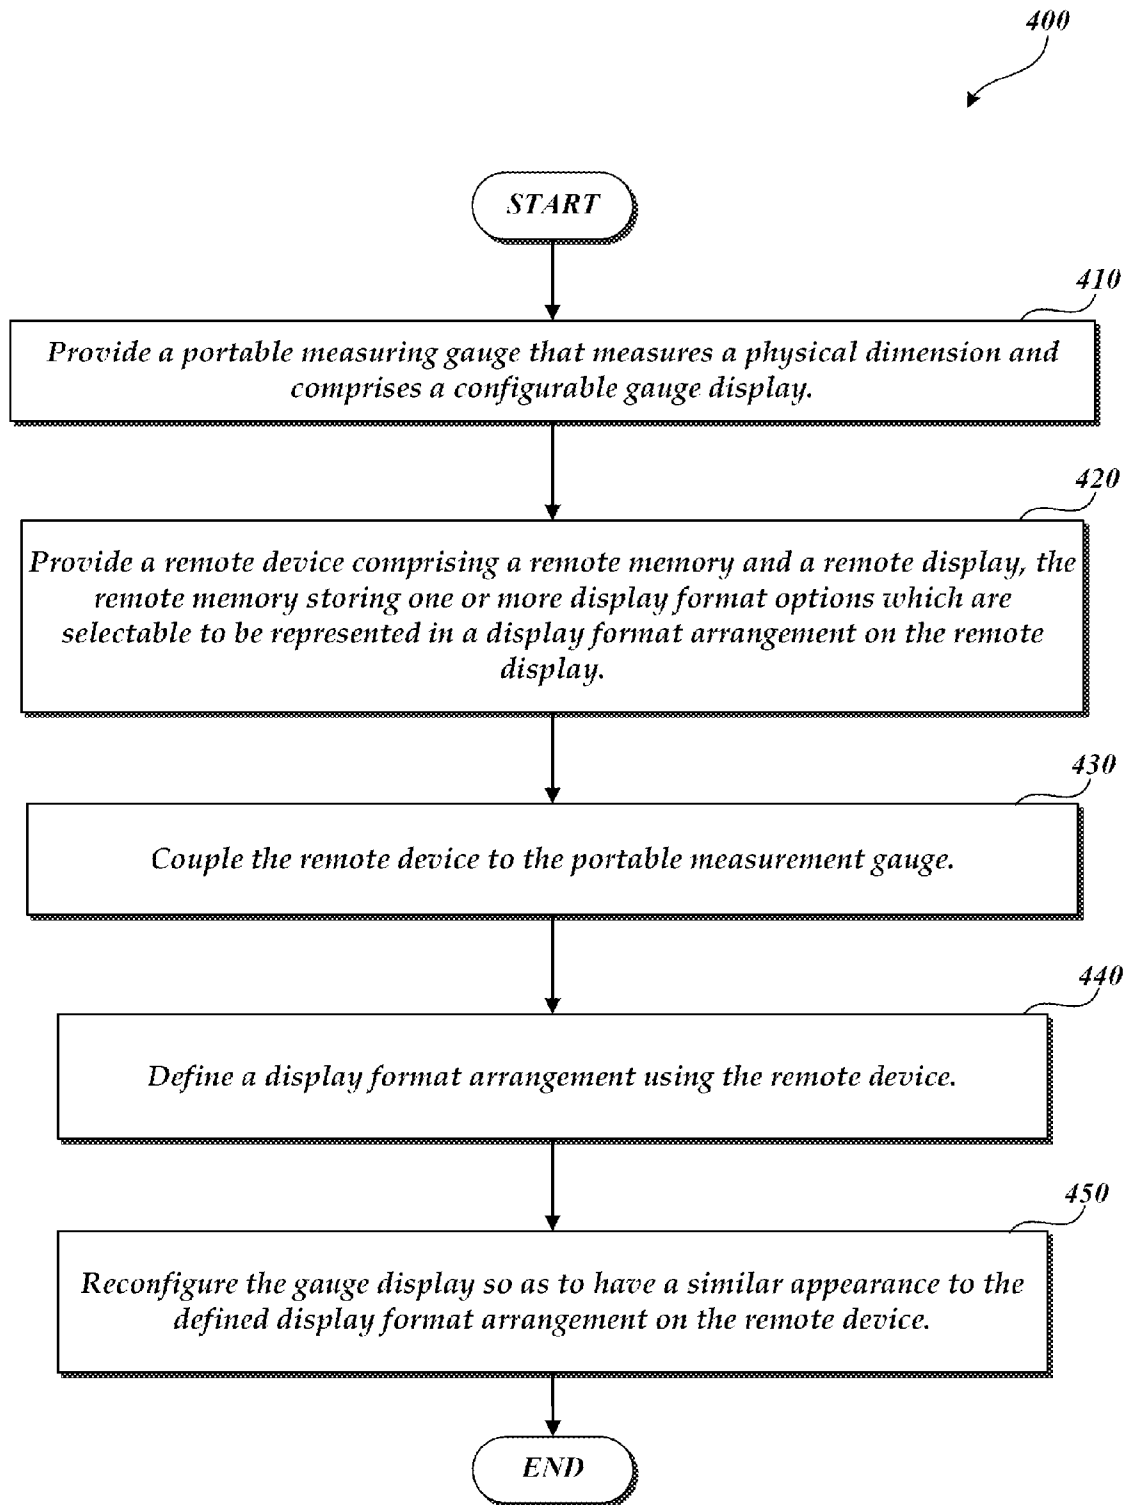 400
START
410
Provide a portable measuring gauge that measures a physical dimension and
comprises a configurable gauge display.
420
Provide a remote device comprising a remote memory and a remote display, the
remote memory storing one or more display format options which are
selectable to be represented in a display format arrangement on the remote
display.
430
Couple the remote device to the portable measurement gauge.
440
Define a display format arrangement using the remote device.
450
Reconfigure the gauge display so as to have a similar appearance to the
defined display format arrangement on the remote device.
END